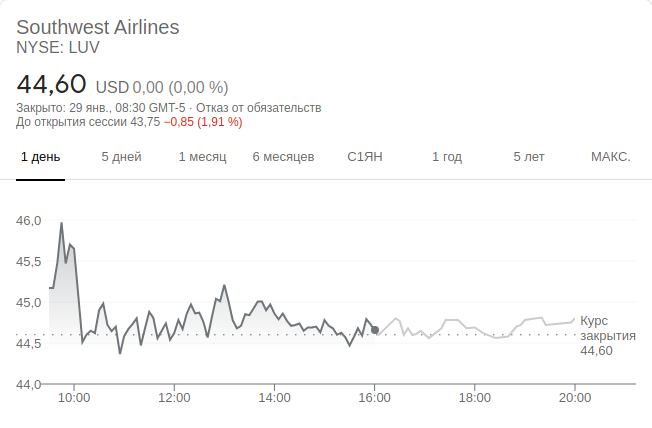 Southwest Airlines
NYSE: LUV
44,60 USD 0,00 (0,00 %)
Закрыто: 29 янв., 08:30 GMT-5 · Отказ от обязательств
До открытия сессии 43,75 −0,85 (1,91 %)
1 день 5 дней 1 месяц 6 месяцев С1ЯН 1 год 5 лет МАКС.
46,0
45,5
45,0
Курс
закрытия
44,60
44,5
44,0
10:00 12:00 14:00 16:00 18:00 20:00